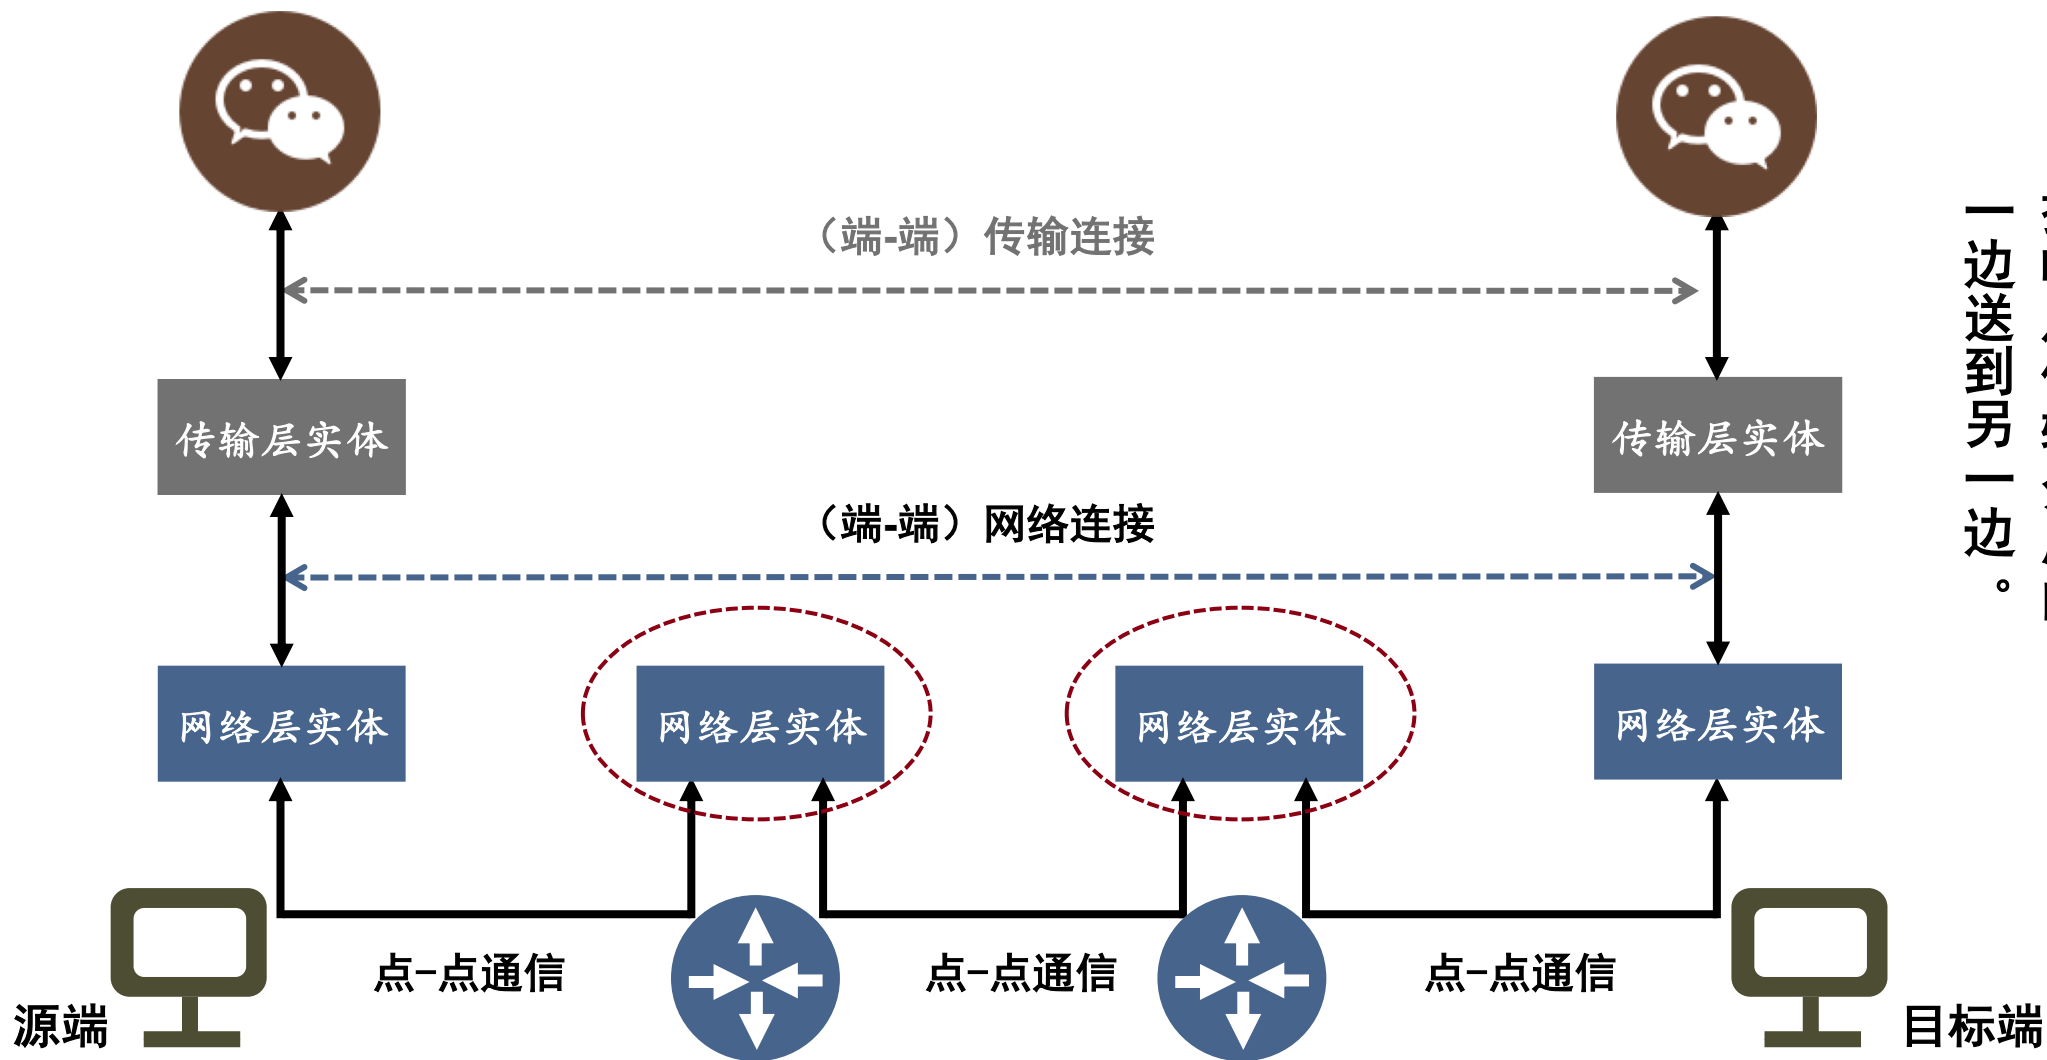 （端-端）传输连接
传输层实体
传输层实体
（端-端）网络连接
网络层实体
网络层实体
网络层实体
网络层实体
点-点通信
点-点通信
点-点通信
源端
目标端
一边送到另一边。